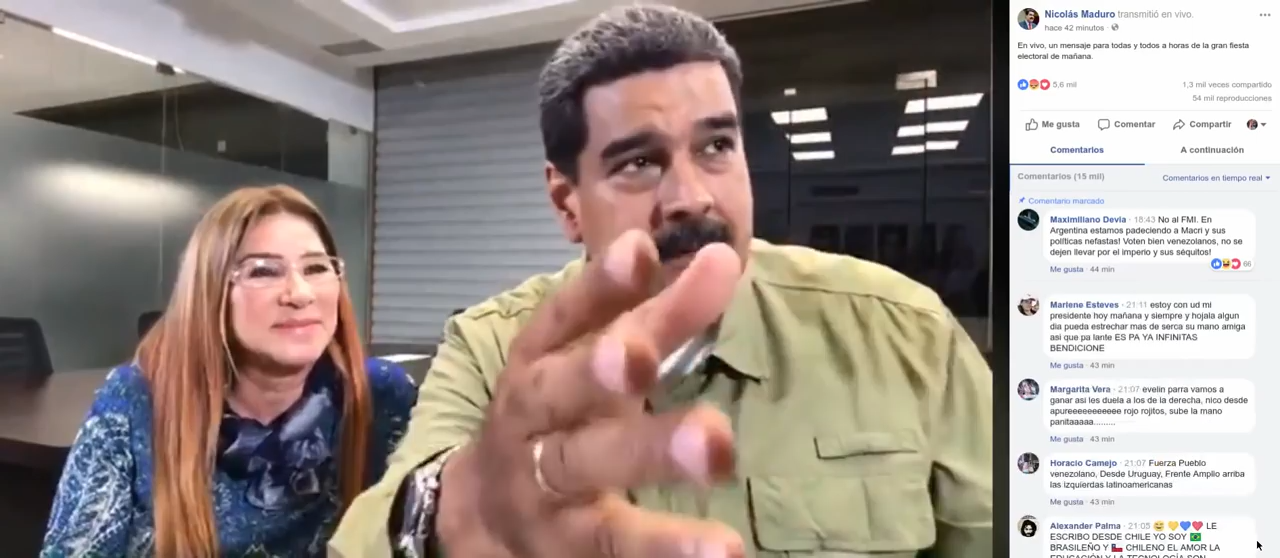 Nicolás Maduro transmitió en vivo.
hace 42 minutos ·
En vivo, un mensaje para todas y todos a horas de la gran fiesta
electoral de mañana.
5,6 mil
1,3 mil veces compartido
54 mil reproducciones
Me gusta
Comentar
Compartir
Comentarios
A continuación
Comentarios (15 mil)
Comentarios en tiempo real
Comentario marcado
Maximiliano Devia · 18:43 No al FMI. En
Argentina estamos padeciendo a Macri y sus
políticas nefastas! Voten bien venezolanos, no se
dejen llevar por el imperio y sus séquitos!
66
Me gusta · 44 min
Marlene Esteves · 21:11 estoy con ud mi
presidente hoy mañana y siempre y hojala algun
dia pueda estrechar mas de serca su mano amiga
asi que pa lante ES PA YA INFINITAS
BENDICIONE
Me gusta · 43 min
Margarita Vera · 21:07 evelin parra vamos a
ganar asi les duela a los de la derecha, nico desde
apureeeeeeeeeee rojo rojitos, sube la mano
panitaaaaa.........
Me gusta · 43 min
Horacio Camejo · 21:07 Fuerza Pueblo
venezolano, Desde Uruguay, Frente Amplio arriba
las izquierdas latinoamericanas
Me gusta · 43 min
Alexander Palma · 21:05 😂 💛💙❤️ LE
ESCRIBO DESDE CHILE YO SOY 🇧🇷
BRASILEÑO Y 🇨🇱 CHILENO EL AMOR LA
EDUCACIÓN Y LA TECNOLOGÍA SON